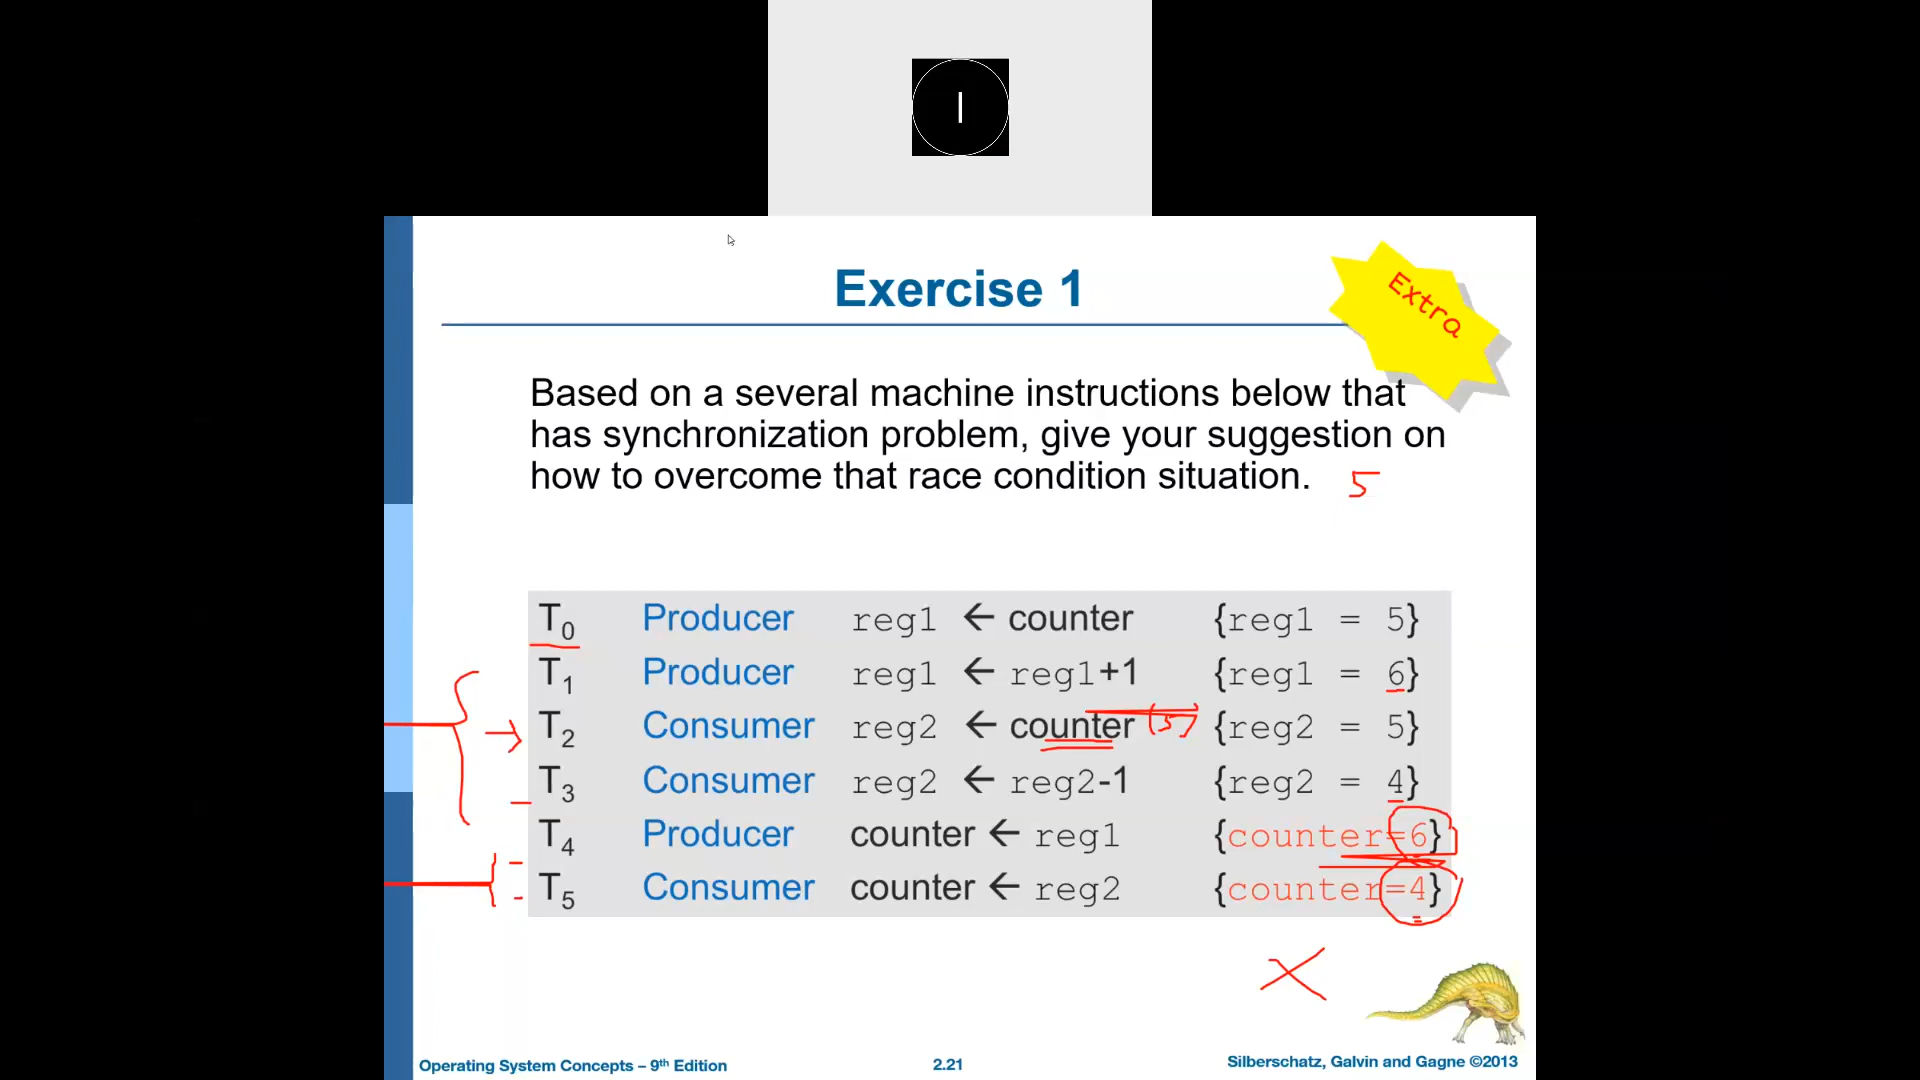 I
Exercise 1
Extra
Based on a several machine instructions below that
has synchronization problem, give your suggestion on
how to overcome that race condition situation. 5
T0 Producer reg1 ← counter {reg1 = 5}
T1 Producer reg1 ← reg1+1 {reg1 = 6}
T2 Consumer reg2 ← counter (5) {reg2 = 5}
T3 Consumer reg2 ← reg2-1 {reg2 = 4}
T4 Producer counter ← reg1 {counter=6}
T5 Consumer counter ← reg2 {counter=4}
X
Operating System Concepts – 9th Edition 2.21 Silberschatz, Galvin and Gagne ©2013